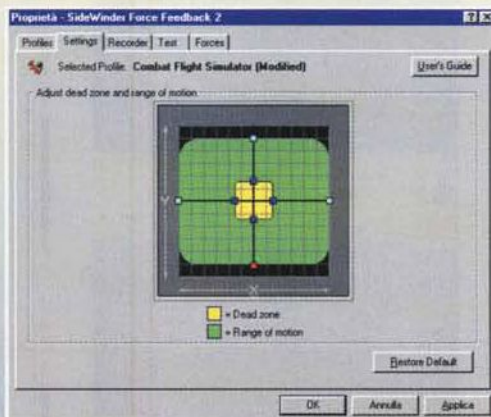 Proprietà - SideWinder Force Feedback 2
Profiles Settings Recorder Test Forces
Selected Profile: Combat Flight Simulator (Modified)
User's Guide
Adjust dead zone and range of motion
Y
X
= Dead zone
= Range of motion
Restore Default
OK Annulla Applica